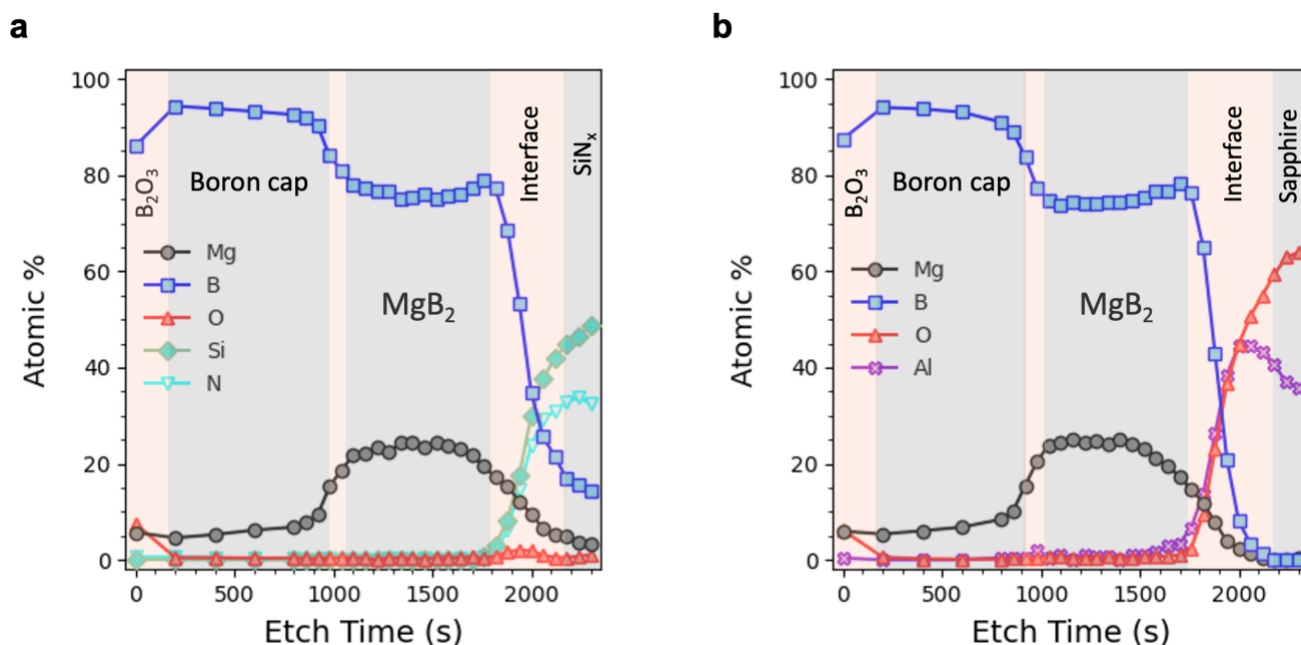 a
100
80
60
40
20
0
Atomic %
B₂O₃
Boron cap
MgB₂
Interface
SiNₓ
Mg
B
O
Si
N
0 500 1000 1500 2000
Etch Time (s)
b
100
80
60
40
20
0
Atomic %
B₂O₃
Boron cap
MgB₂
Interface
Sapphire
Mg
B
O
Al
0 500 1000 1500 2000
Etch Time (s)